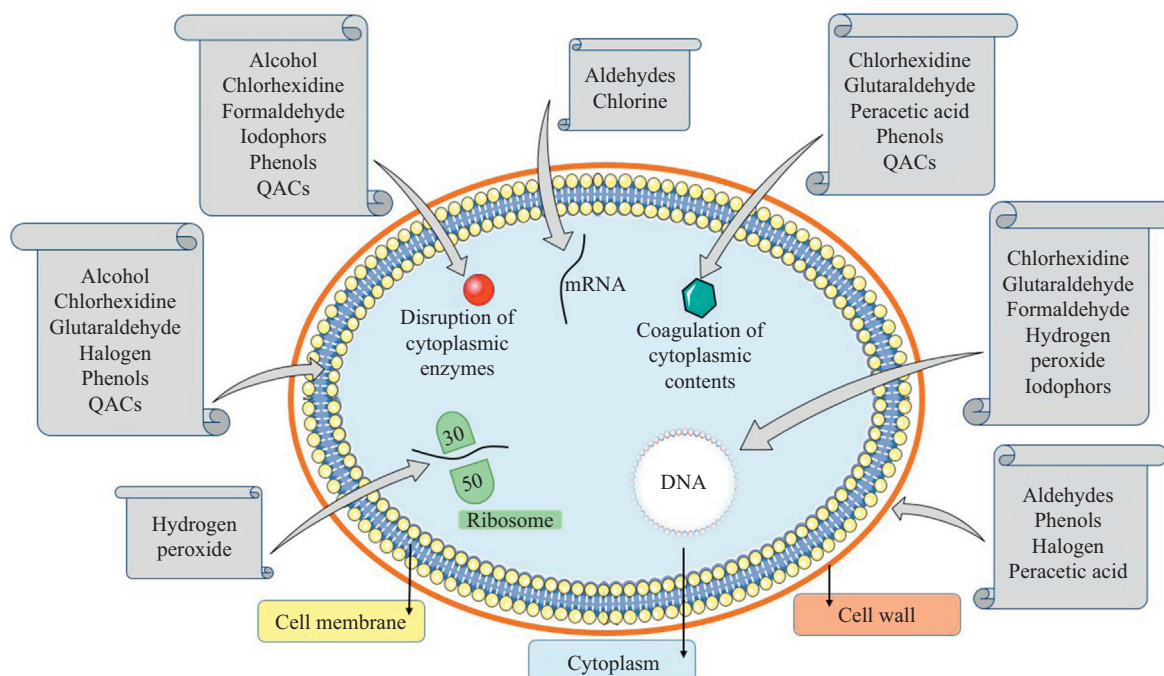 Alcohol
Chlorhexidine
Formaldehyde
Iodophors
Phenols
QACs
Aldehydes
Chlorine
Chlorhexidine
Glutaraldehyde
Peracetic acid
Phenols
QACs
Alcohol
Chlorhexidine
Glutaraldehyde
Halogen
Phenols
QACs
Chlorhexidine
Glutaraldehyde
Formaldehyde
Hydrogen
peroxide
Iodophors
mRNA
Disruption of
cytoplasmic
enzymes
Coagulation of
cytoplasmic
contents
30
50
Ribosome
DNA
Hydrogen
peroxide
Aldehydes
Phenols
Halogen
Peracetic acid
Cell membrane
Cytoplasm
Cell wall